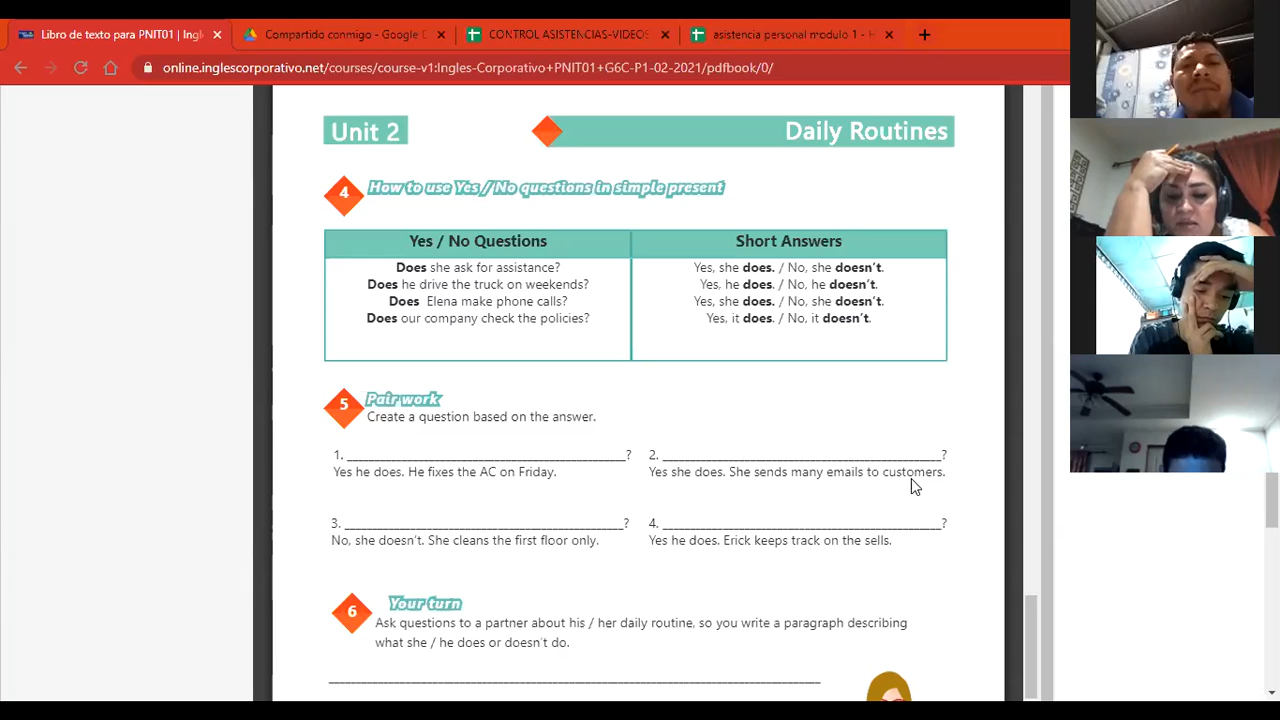 Libro de texto para PNIT01 | Ingl
Compartido conmigo - Google D
CONTROL ASISTENCIAS-VIDEOS
asistencia personal modulo 1 - H
online.inglescorporativo.net/courses/course-v1:Ingles-Corporativo+PNIT01+G6C-P1-02-2021/pdfbook/0/
Unit 2
Daily Routines
4
How to use Yes / No questions in simple present
Yes / No Questions
Short Answers
Does she ask for assistance?
Yes, she does. / No, she doesn't.
Does he drive the truck on weekends?
Yes, he does. / No, he doesn't.
Does Elena make phone calls?
Yes, she does. / No, she doesn't.
Does our company check the policies?
Yes, it does. / No, it doesn't.
5
Pair work
Create a question based on the answer.
1. ________________________________________?
2. ________________________________________?
Yes he does. He fixes the AC on Friday.
Yes she does. She sends many emails to customers.
3. ________________________________________?
4. ________________________________________?
No, she doesn't. She cleans the first floor only.
Yes he does. Erick keeps track on the sells.
6
Your turn
Ask questions to a partner about his / her daily routine, so you write a paragraph describing
what she / he does or doesn't do.